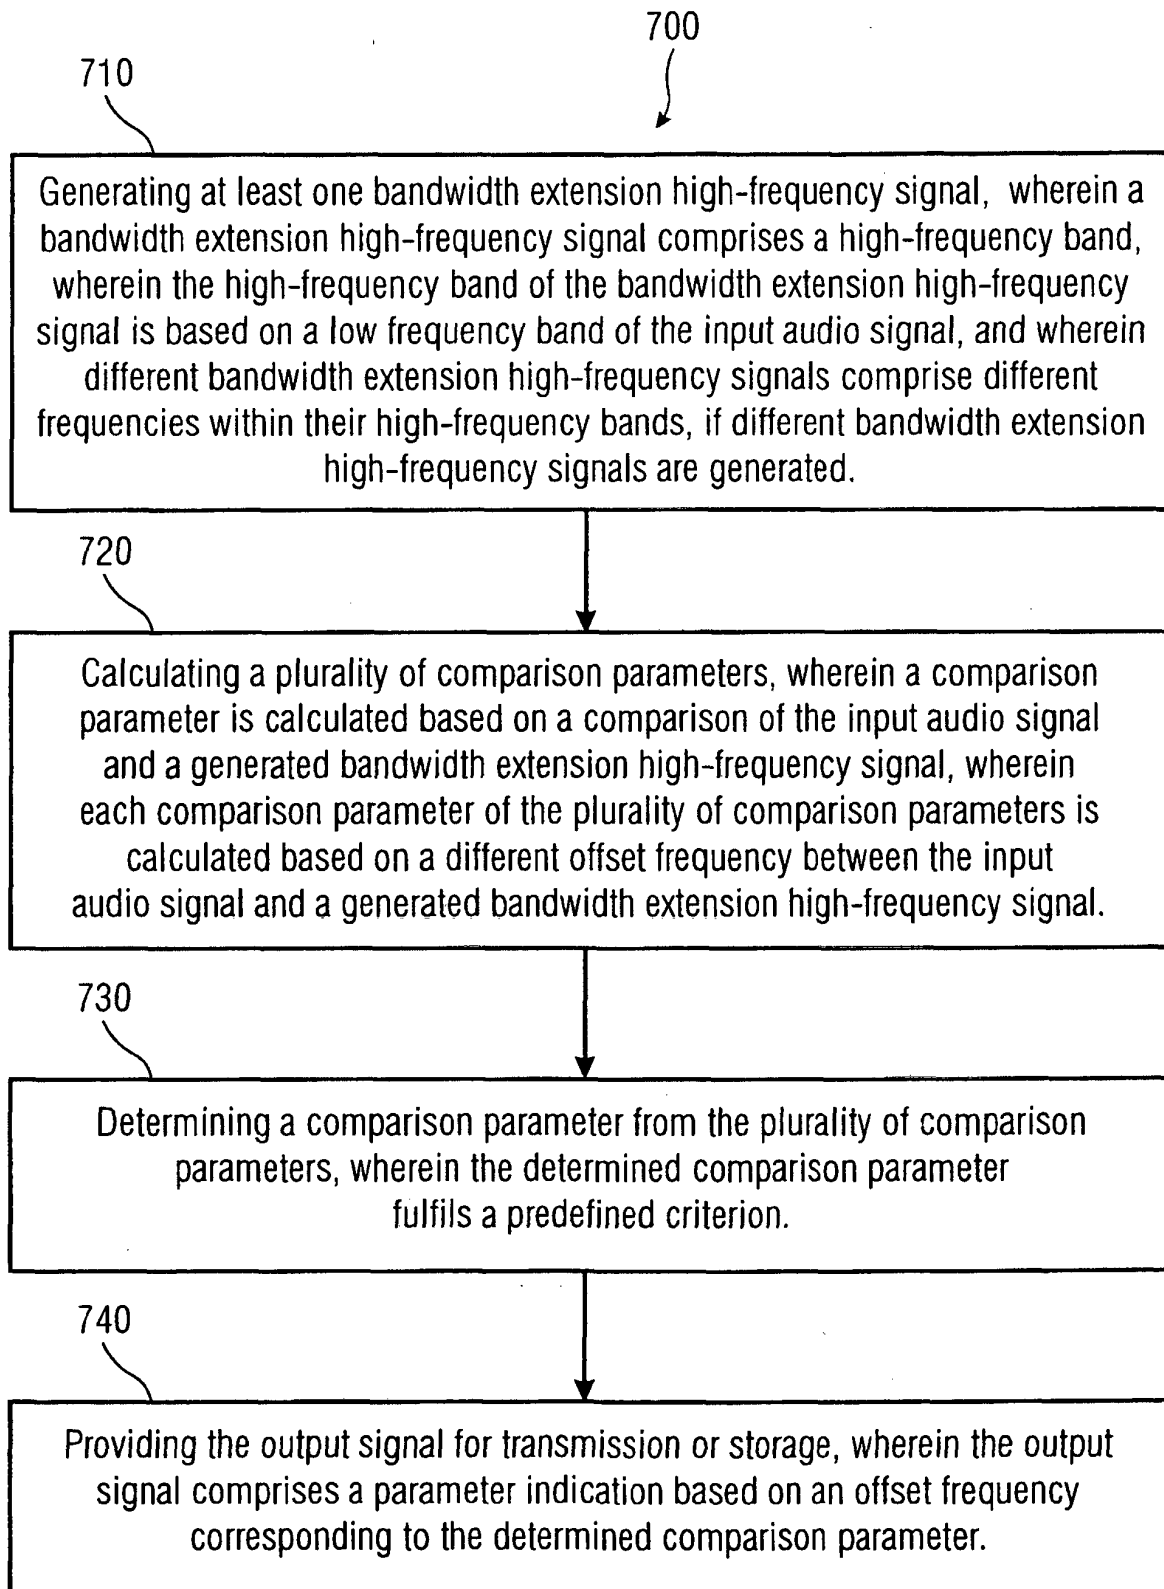 700
710
Generating at least one bandwidth extension high-frequency signal, wherein a
bandwidth extension high-frequency signal comprises a high-frequency band,
wherein the high-frequency band of the bandwidth extension high-frequency
signal is based on a low frequency band of the input audio signal, and wherein
different bandwidth extension high-frequency signals comprise different
frequencies within their high-frequency bands, if different bandwidth extension
high-frequency signals are generated.
720
Calculating a plurality of comparison parameters, wherein a comparison
parameter is calculated based on a comparison of the input audio signal
and a generated bandwidth extension high-frequency signal, wherein
each comparison parameter of the plurality of comparison parameters is
calculated based on a different offset frequency between the input
audio signal and a generated bandwidth extension high-frequency signal.
730
Determining a comparison parameter from the plurality of comparison
parameters, wherein the determined comparison parameter
fulfils a predefined criterion.
740
Providing the output signal for transmission or storage, wherein the output
signal comprises a parameter indication based on an offset frequency
corresponding to the determined comparison parameter.